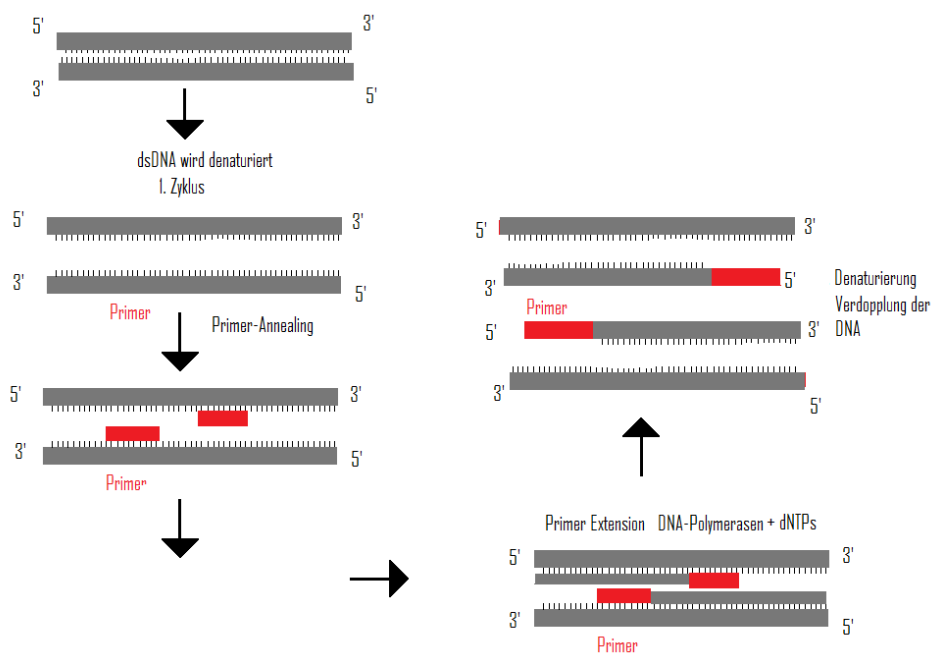 5'
3'
3'
5'
dsDNA wird denaturiert
1. Zyklus
5'
3'
3'
5'
Primer
Primer-Annealing
5'
3'
3'
5'
Primer
Primer Extension DNA-Polymerasen + dNTPs
5'
3'
3'
5'
Primer
5'
3'
3'
5'
Denaturierung
Verdopplung der
DNA
Primer
5'
3'
3'
5'